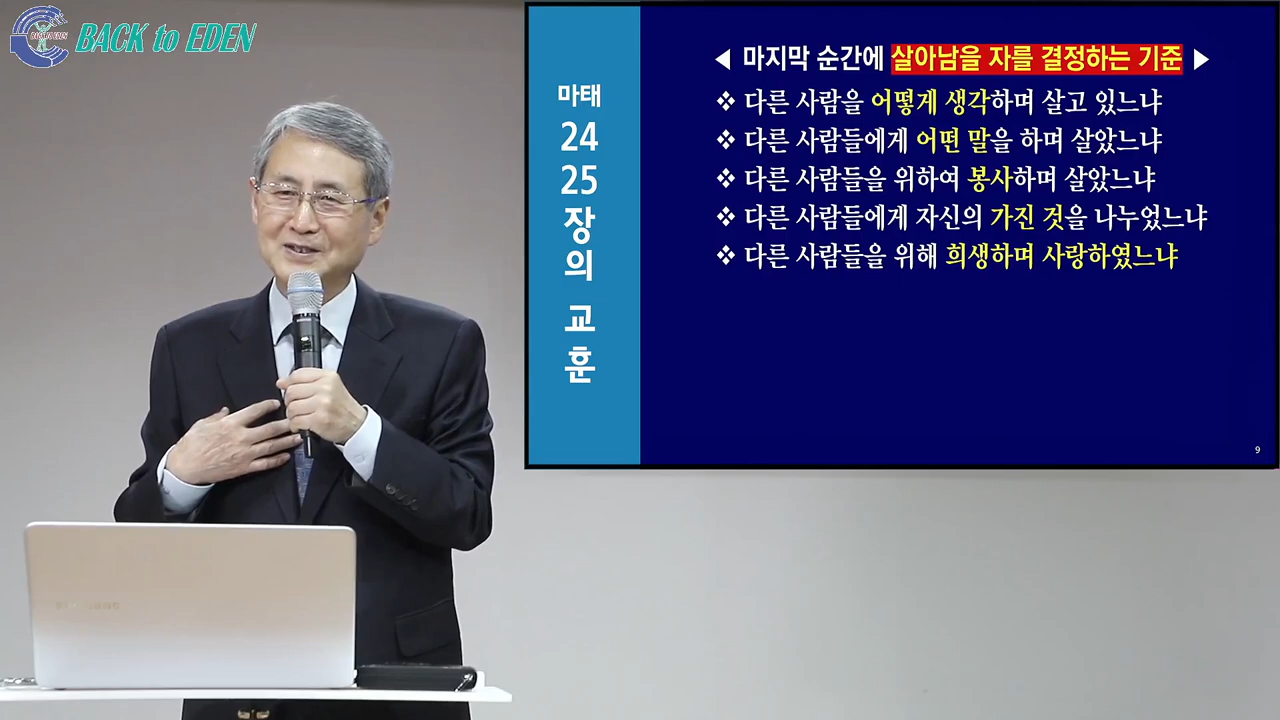 BACK to EDEN
BACK TO EDEN
마태
24
25
장
의
교
훈
◀ 마지막 순간에 살아남을 자를 결정하는 기준 ▶
❖ 다른 사람을 어떻게 생각하며 살고 있느냐
❖ 다른 사람들에게 어떤 말을 하며 살았느냐
❖ 다른 사람들을 위하여 봉사하며 살았느냐
❖ 다른 사람들에게 자신의 가진 것을 나누었느냐
❖ 다른 사람들을 위해 희생하며 사랑하였느냐
9